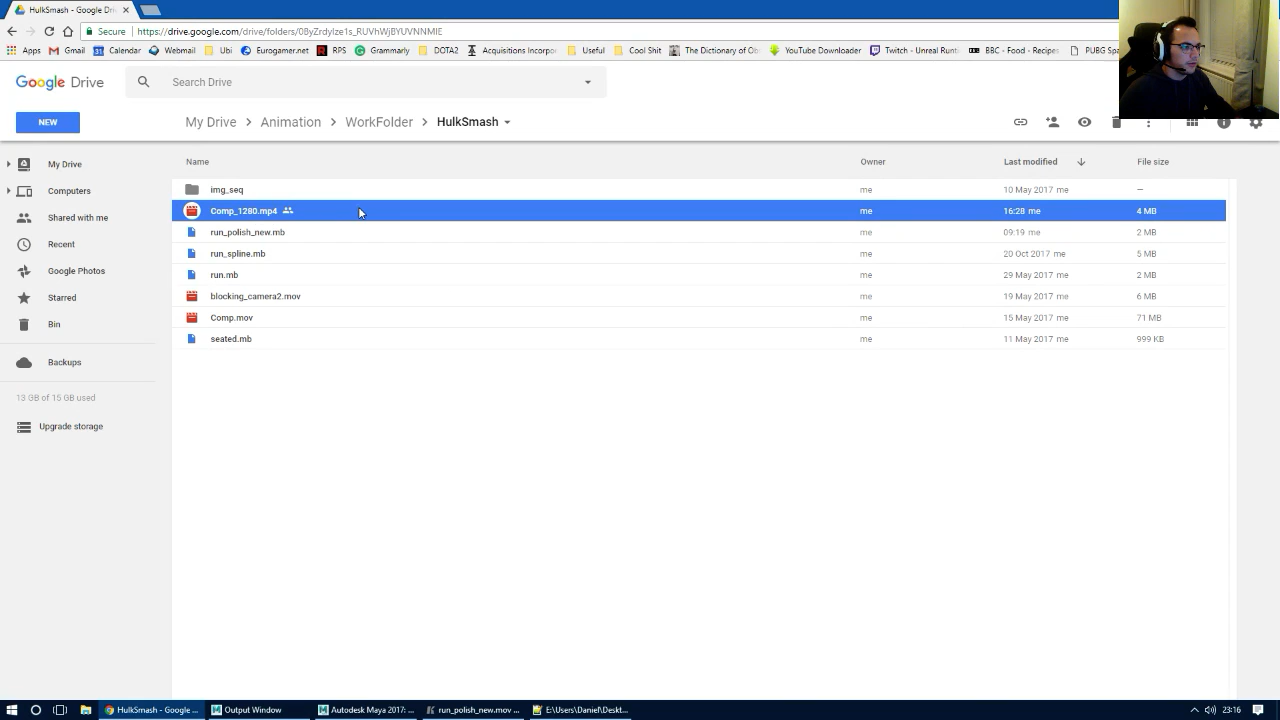 HulkSmash - Google Dri
Secure
https://drive.google.com/drive/folders/
Apps
Gmail
Calendar
Webmail
Ubi
Eurogamer.net
RPS
Grammarly
DOTA2
Acquisitions Incorpor
Useful
Cool Shit
The Dictionary of Ob
YouTube Downloader
Twitch - Unreal Runt
BBC - Food - Recipes
PUBG Spa
Google Drive
Search Drive
NEW
My Drive
Animation
WorkFolder
HulkSmash
My Drive
Computers
Shared with me
Recent
Google Photos
Starred
Bin
Backups
13 GB of 15 GB used
Upgrade storage
Name Owner Last modified File size
img_seq me 10 May 2017 me –
Comp_1280.mp4 me 16:28 me 4 MB
run_polish_new.mb me 09:19 me 2 MB
run_spline.mb me 20 Oct 2017 me 5 MB
run.mb me 29 May 2017 me 2 MB
blocking_camera2.mov me 19 May 2017 me 6 MB
Comp.mov me 15 May 2017 me 71 MB
seated.mb me 11 May 2017 me 999 KB
HulkSmash - Google ...
Output Window
Autodesk Maya 2017: ...
run_polish_new.mov ...
E:\Users\Daniel\Deskt...
23:16